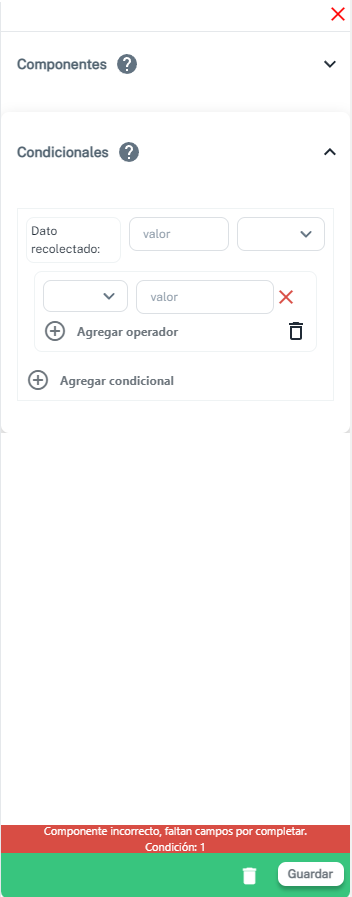 Componentes ?
Condicionales ?
Dato
recolectado:
valor
valor
Agregar operador
Agregar condicional
Componente incorrecto, faltan campos por completar.
Condición: 1
Guardar